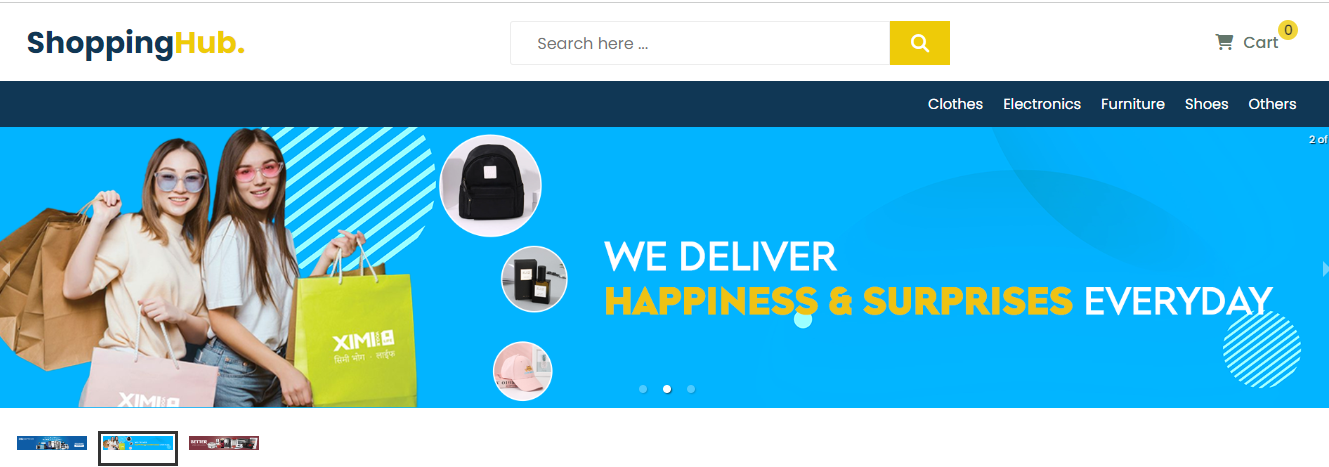 ShoppingHub.
Search here ...
Cart
0
Clothes Electronics Furniture Shoes Others
2 of
WE DELIVER
HAPPINESS & SURPRISES EVERYDAY
XIMI
XIMI